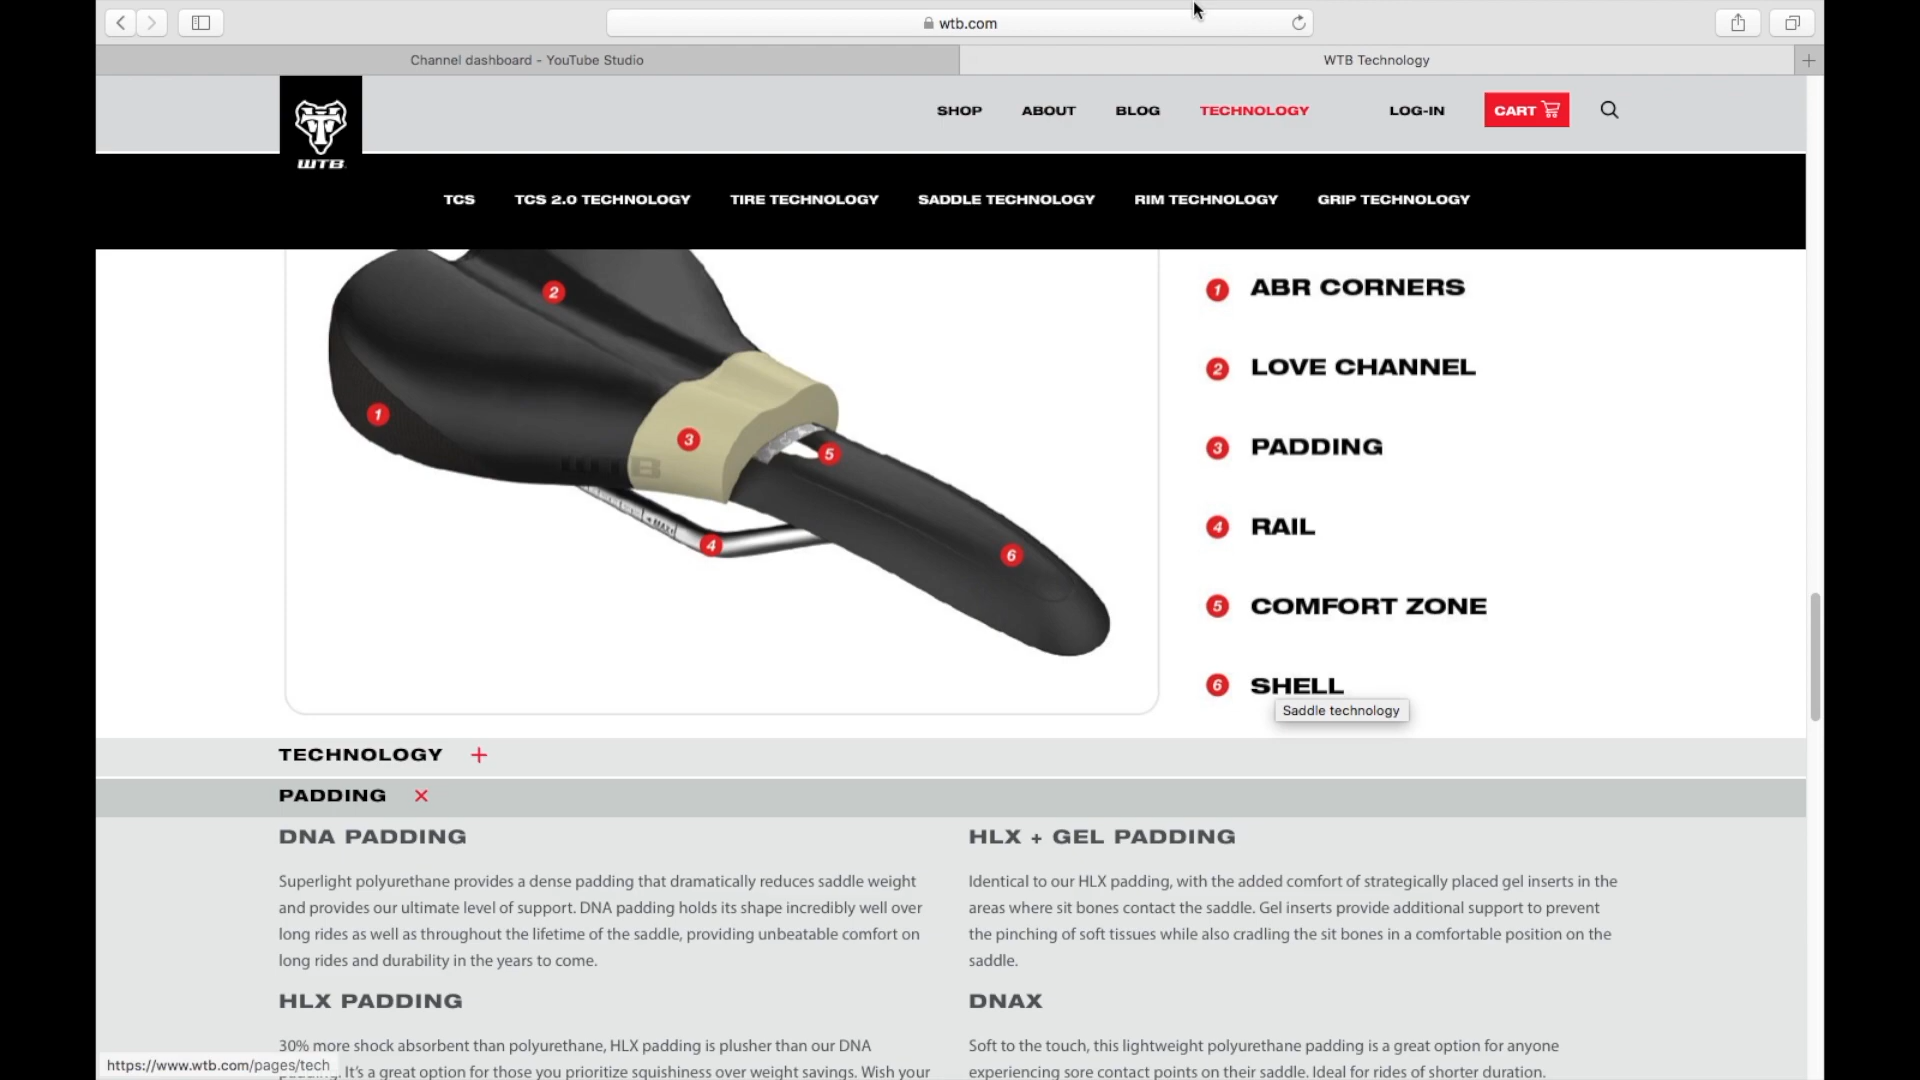 wtb.com
Channel dashboard - YouTube Studio
WTB Technology
WTB
SHOP
ABOUT
BLOG
TECHNOLOGY
LOG-IN
CART
TCS
TCS 2.0 TECHNOLOGY
TIRE TECHNOLOGY
SADDLE TECHNOLOGY
RIM TECHNOLOGY
GRIP TECHNOLOGY
2
1
3
WTB
5
MAX
4
6
1 ABR CORNERS
2 LOVE CHANNEL
3 PADDING
4 RAIL
5 COMFORT ZONE
6 SHELL
Saddle technology
TECHNOLOGY +
PADDING ×
DNA PADDING
Superlight polyurethane provides a dense padding that dramatically reduces saddle weight
and provides our ultimate level of support. DNA padding holds its shape incredibly well over
long rides as well as throughout the lifetime of the saddle, providing unbeatable comfort on
long rides and durability in the years to come.
HLX PADDING
30% more shock absorbent than polyurethane, HLX padding is plusher than our DNA
padding. It's a great option for those you prioritize squishiness over weight savings. Wish your
HLX + GEL PADDING
Identical to our HLX padding, with the added comfort of strategically placed gel inserts in the
areas where sit bones contact the saddle. Gel inserts provide additional support to prevent
the pinching of soft tissues while also cradling the sit bones in a comfortable position on the
saddle.
DNAX
Soft to the touch, this lightweight polyurethane padding is a great option for anyone
experiencing sore contact points on their saddle. Ideal for rides of shorter duration.
https://www.wtb.com/pages/tech